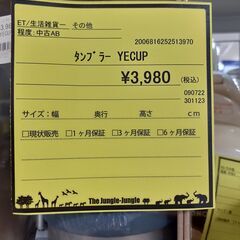 ET/生活雑貨ー その他
程度:中古AB
2006816252513970
タンブラー YECUP
¥3,980 (税込)
090722
301123
サイズ:幅 奥行 高さ cm
□現状販売 □1ヶ月保証 □3ヶ月保証 □6ヶ月保証
The Jungle-Jungle